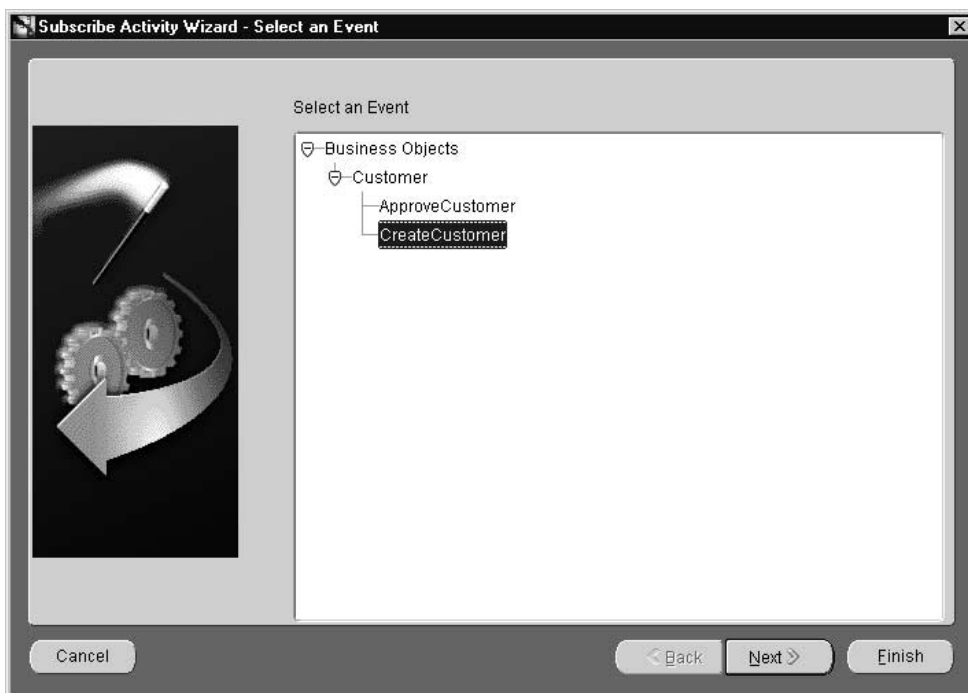 Subscribe Activity Wizard - Select an Event
Select an Event
Business Objects
Customer
ApproveCustomer
CreateCustomer
Cancel
Back
Next
Finish